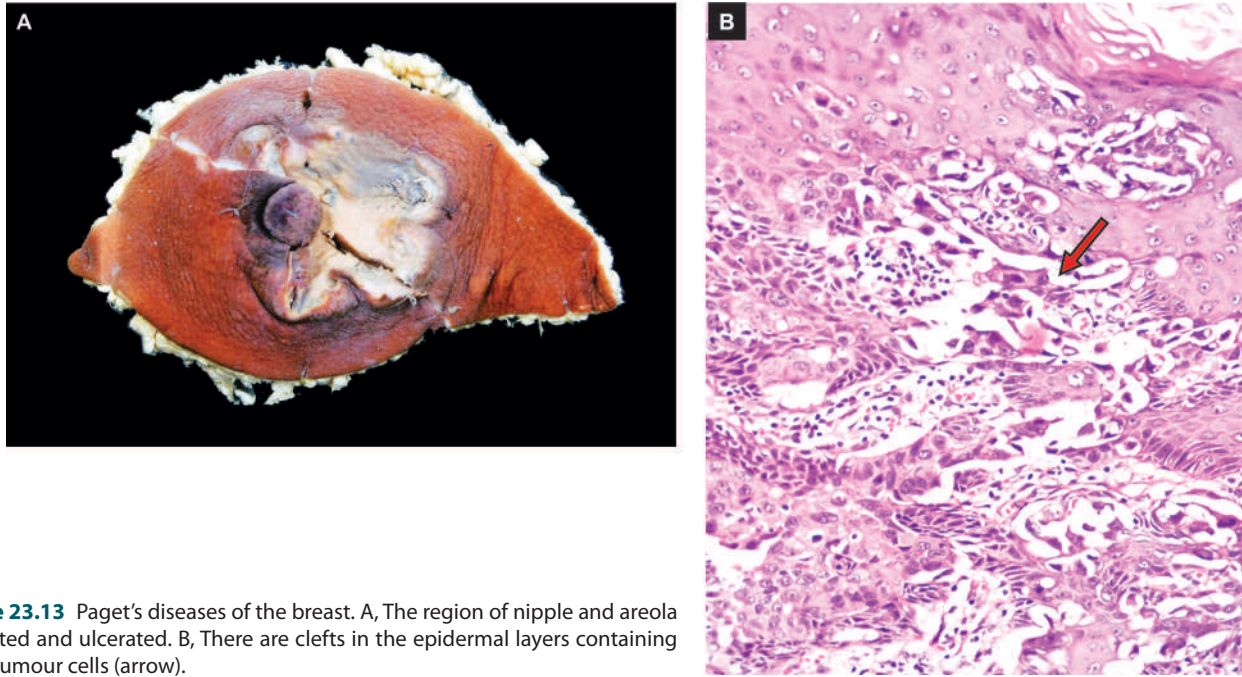 A
B
e 23.13 Paget's diseases of the breast. A, The region of nipple and areola
ted and ulcerated. B, There are clefts in the epidermal layers containing
umour cells (arrow).